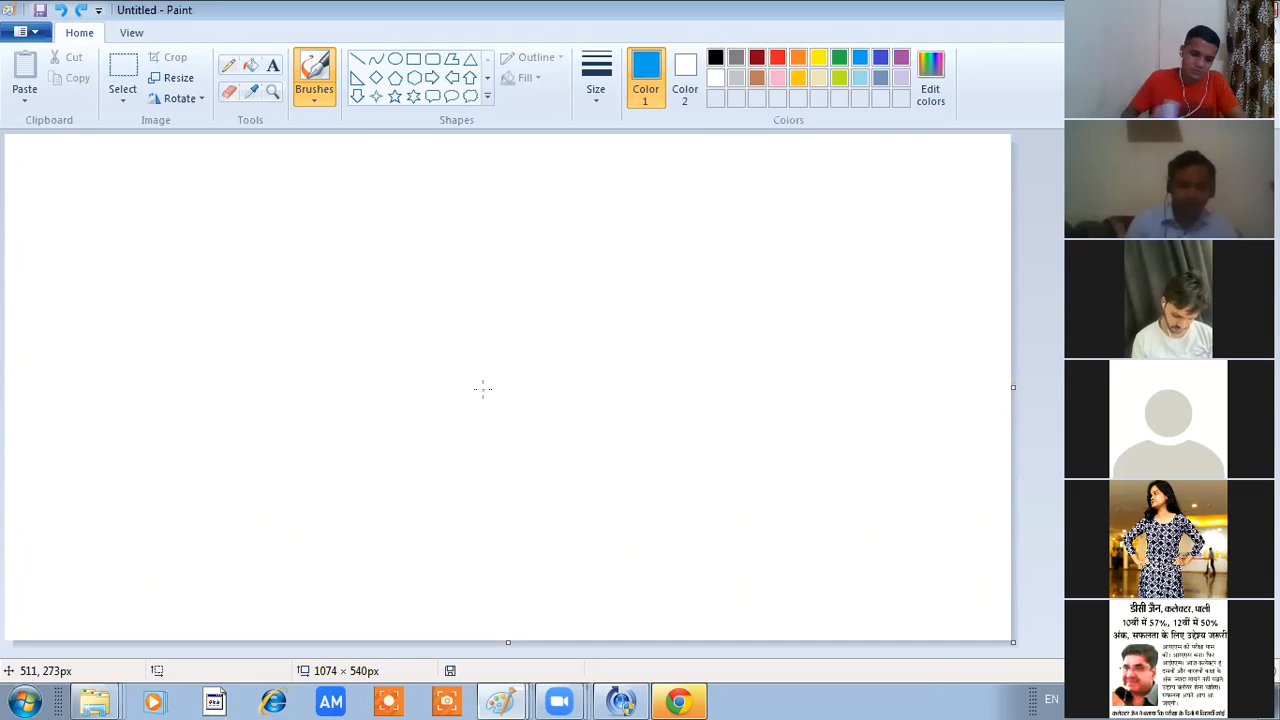 Untitled - Paint
Home
View
Paste
Cut
Copy
Clipboard
Select
Crop
Resize
Rotate
Image
A
Tools
Brushes
Outline
Fill
Shapes
Size
Color
1
Color
2
Edit
colors
Colors
511, 273px
1074 × 540px
AM
EN
डीसी जैन, कलेक्टर, पाली
10वीं में 57%, 12वीं में 50%
अंक, सफलता के लिए उद्देश्य जरूरी